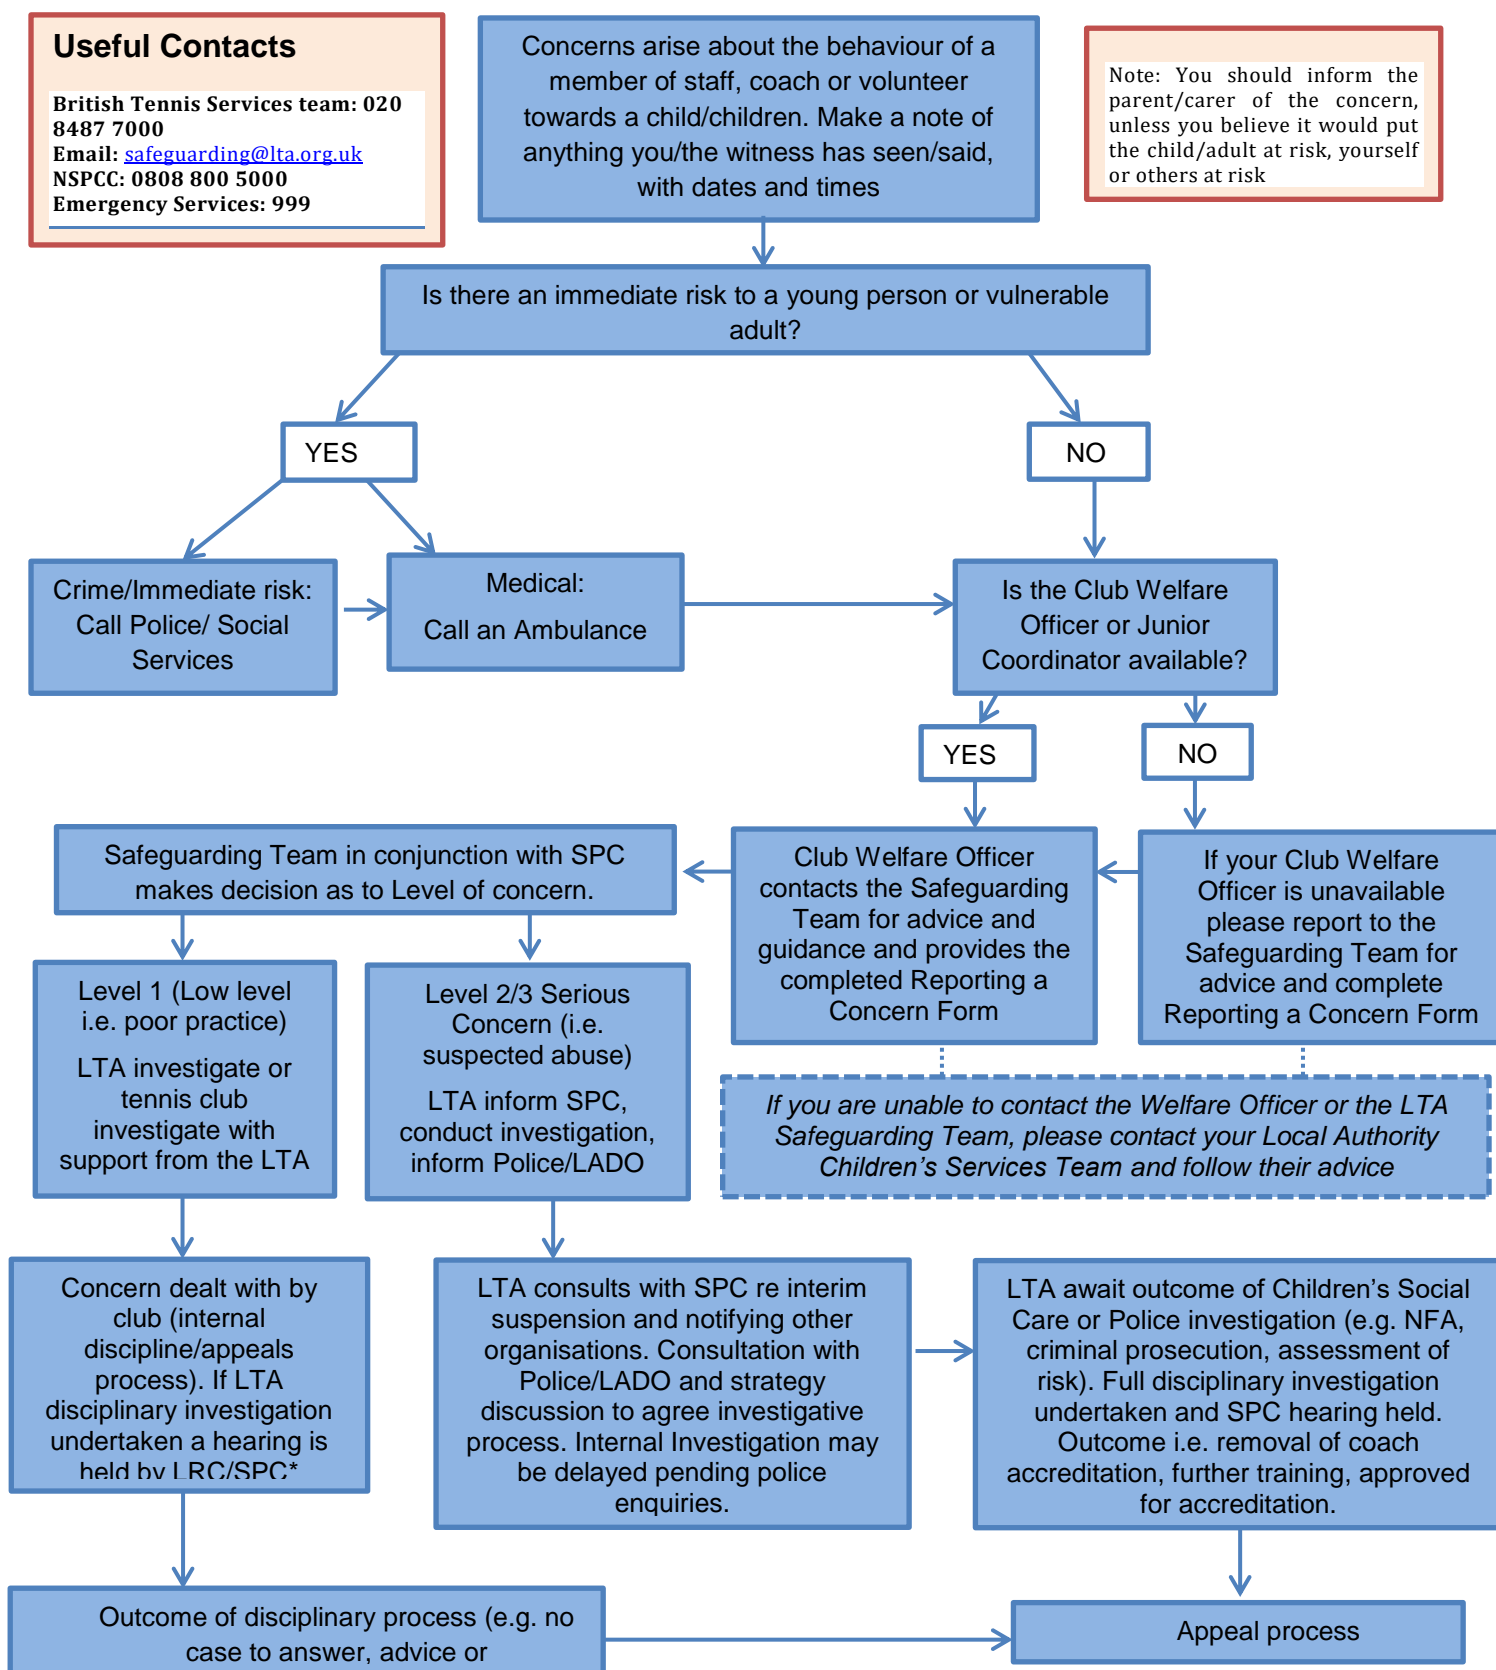 Useful Contacts
British Tennis Services team: 020
8487 7000
Email: safeguarding@lta.org.uk
NSPCC: 0808 800 5000
Emergency Services: 999
Concerns arise about the behaviour of a
member of staff, coach or volunteer
towards a child/children. Make a note of
anything you/the witness has seen/said,
with dates and times
Note: You should inform the
parent/carer of the concern,
unless you believe it would put
the child/adult at risk, yourself
or others at risk
Is there an immediate risk to a young person or vulnerable
adult?
YES
NO
Crime/Immediate risk:
Call Police/ Social
Services
Medical:
Call an Ambulance
Is the Club Welfare
Officer or Junior
Coordinator available?
YES
NO
Safeguarding Team in conjunction with SPC
makes decision as to Level of concern.
Club Welfare Officer
contacts the Safeguarding
Team for advice and
guidance and provides the
completed Reporting a
Concern Form
If your Club Welfare
Officer is unavailable
please report to the
Safeguarding Team for
advice and complete
Reporting a Concern Form
Level 1 (Low level
i.e. poor practice)
LTA investigate or
tennis club
investigate with
support from the LTA
Level 2/3 Serious
Concern (i.e.
suspected abuse)
LTA inform SPC,
conduct investigation,
inform Police/LADO
If you are unable to contact the Welfare Officer or the LTA
Safeguarding Team, please contact your Local Authority
Children’s Services Team and follow their advice
Concern dealt with by
club (internal
discipline/appeals
process). If LTA
disciplinary investigation
undertaken a hearing is
held by LRC/SPC*
LTA consults with SPC re interim
suspension and notifying other
organisations. Consultation with
Police/LADO and strategy
discussion to agree investigative
process. Internal Investigation may
be delayed pending police
enquiries.
LTA await outcome of Children’s Social
Care or Police investigation (e.g. NFA,
criminal prosecution, assessment of
risk). Full disciplinary investigation
undertaken and SPC hearing held.
Outcome i.e. removal of coach
accreditation, further training, approved
for accreditation.
Outcome of disciplinary process (e.g. no
case to answer, advice or
Appeal process